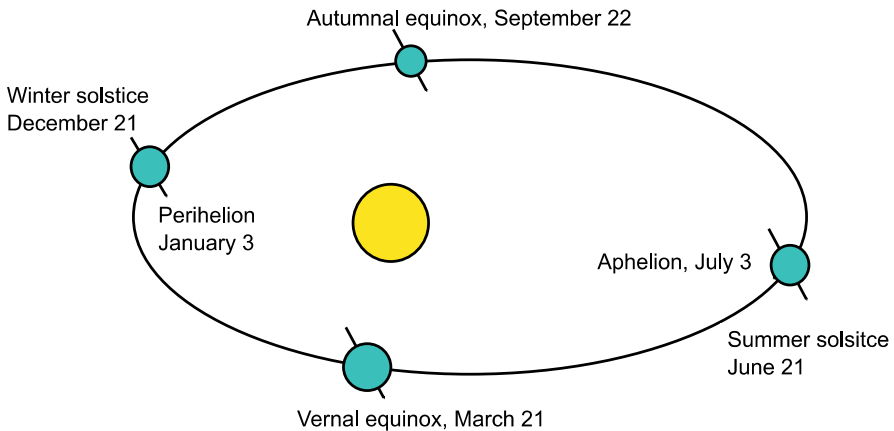 Autumnal equinox, September 22
Winter solstice
December 21
Perihelion
January 3
Aphelion, July 3
Summer solsitce
June 21
Vernal equinox, March 21